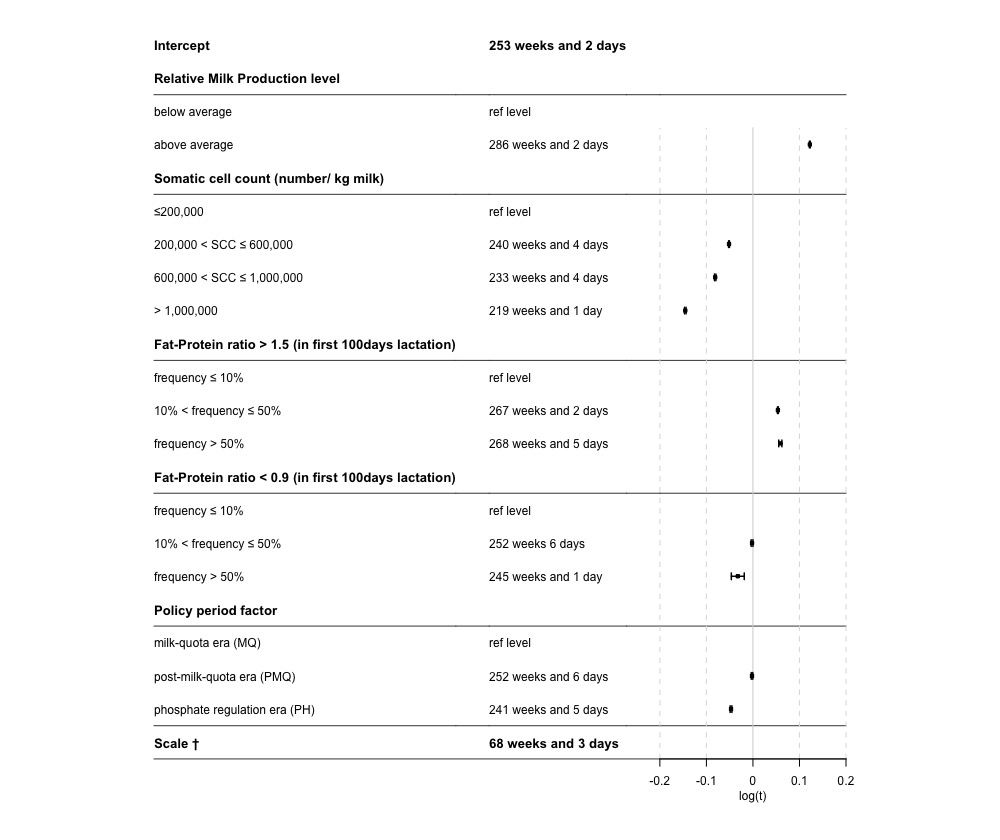 Intercept 253 weeks and 2 days
Relative Milk Production level
below average ref level
above average 286 weeks and 2 days
Somatic cell count (number/ kg milk)
≤200,000 ref level
200,000 < SCC ≤ 600,000 240 weeks and 4 days
600,000 < SCC ≤ 1,000,000 233 weeks and 4 days
> 1,000,000 219 weeks and 1 day
Fat-Protein ratio > 1.5 (in first 100days lactation)
frequency ≤ 10% ref level
10% < frequency ≤ 50% 267 weeks and 2 days
frequency > 50% 268 weeks and 5 days
Fat-Protein ratio < 0.9 (in first 100days lactation)
frequency ≤ 10% ref level
10% < frequency ≤ 50% 252 weeks 6 days
frequency > 50% 245 weeks and 1 day
Policy period factor
milk-quota era (MQ) ref level
post-milk-quota era (PMQ) 252 weeks and 6 days
phosphate regulation era (PH) 241 weeks and 5 days
Scale † 68 weeks and 3 days
-0.2 -0.1 0 0.1 0.2
log(t)